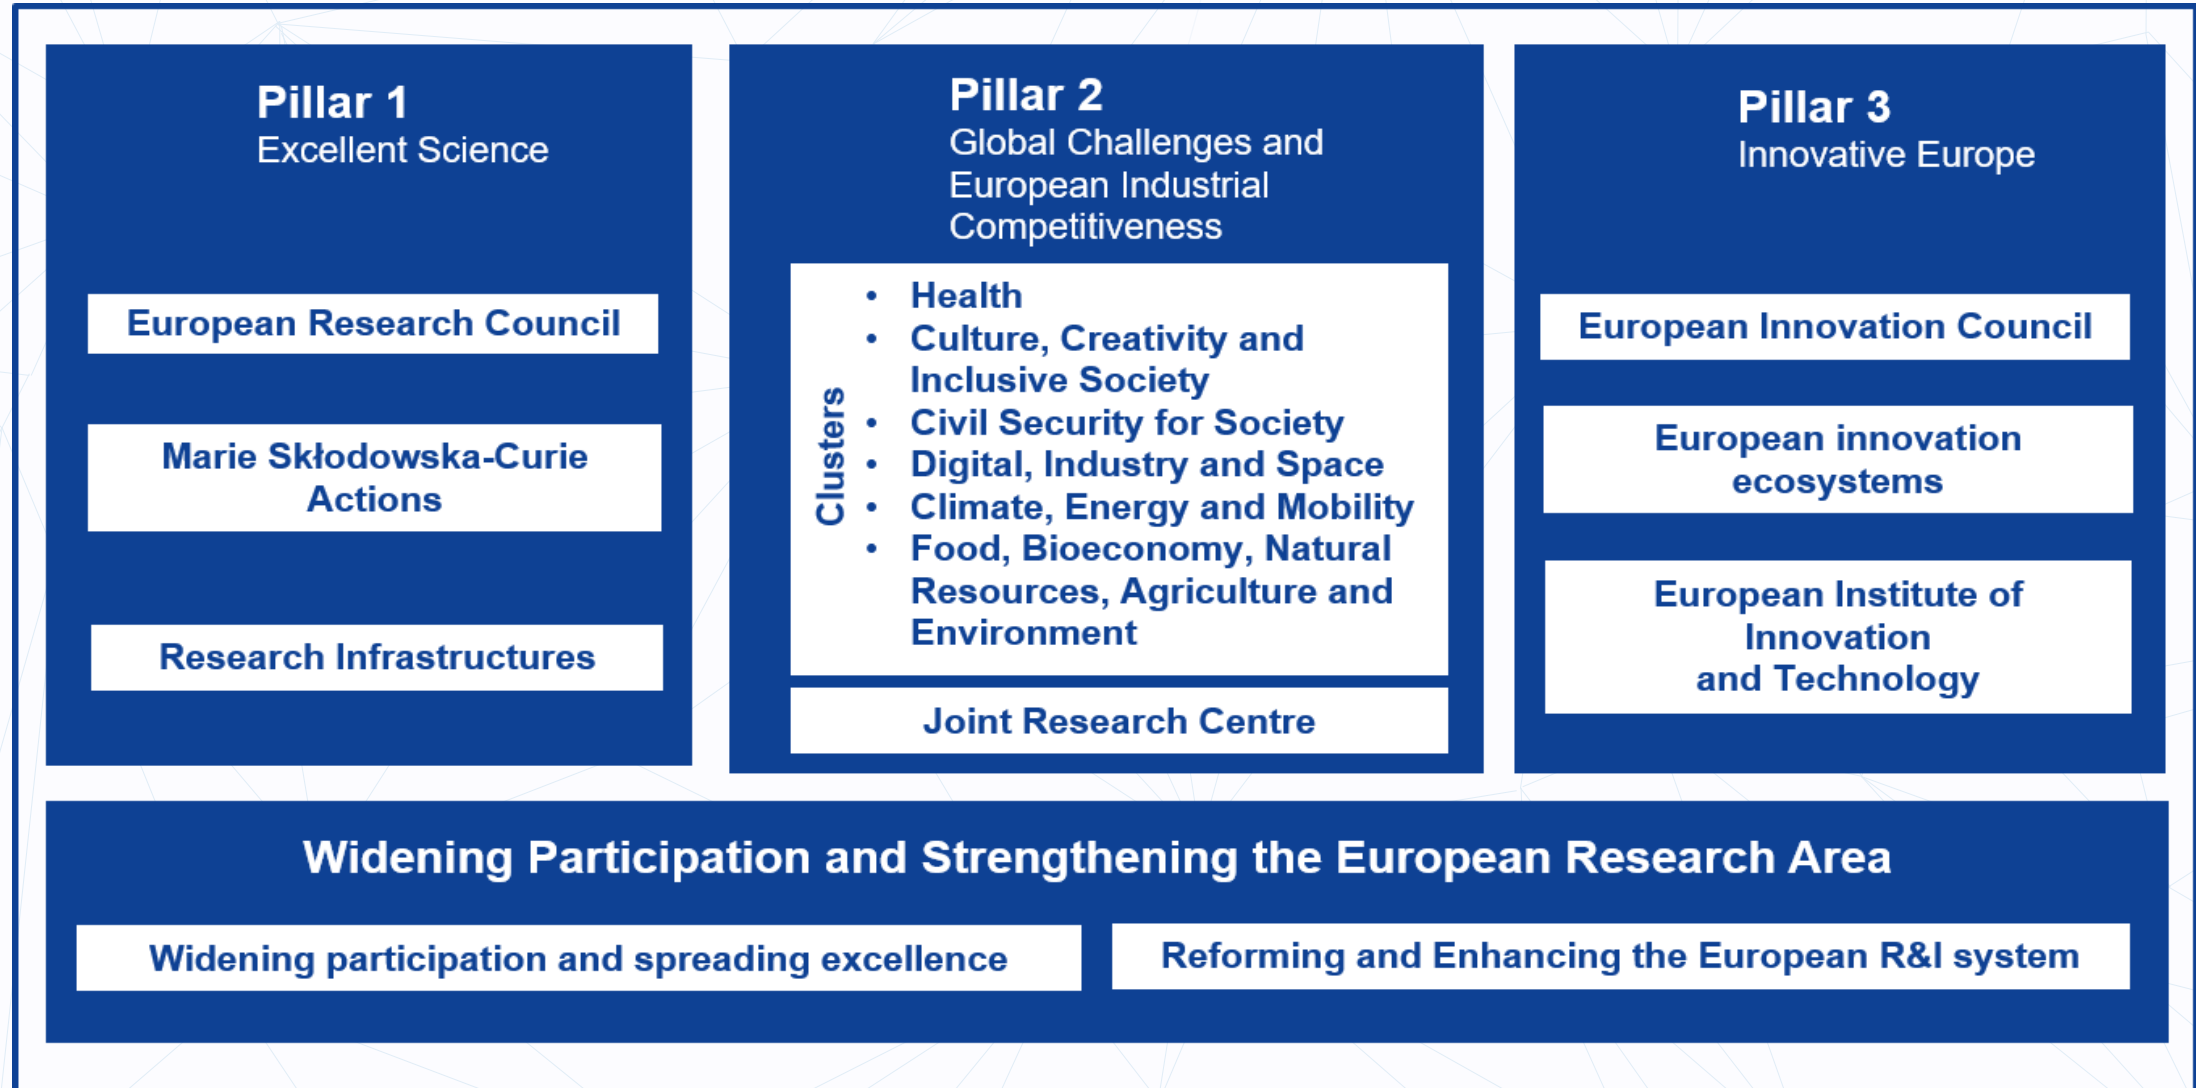 Pillar 1
Excellent Science
European Research Council
Marie Skłodowska-Curie
Actions
Research Infrastructures
Pillar 2
Global Challenges and
European Industrial
Competitiveness
Clusters
• Health
• Culture, Creativity and
Inclusive Society
• Civil Security for Society
• Digital, Industry and Space
• Climate, Energy and Mobility
• Food, Bioeconomy, Natural
Resources, Agriculture and
Environment
Joint Research Centre
Pillar 3
Innovative Europe
European Innovation Council
European innovation
ecosystems
European Institute of
Innovation
and Technology
Widening Participation and Strengthening the European Research Area
Widening participation and spreading excellence
Reforming and Enhancing the European R&I system